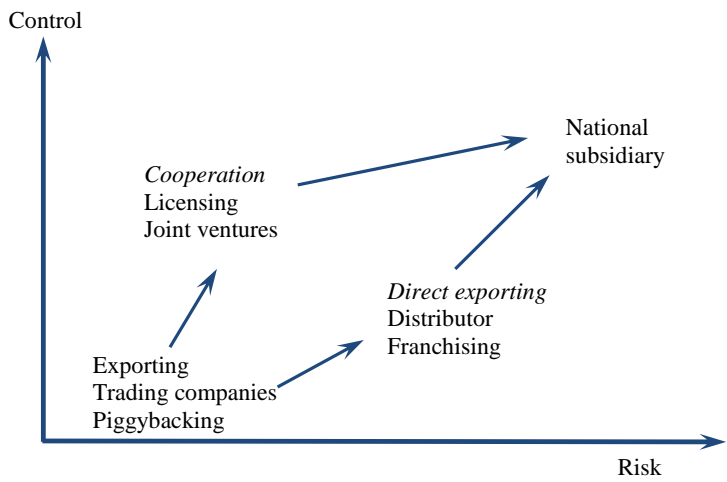 Control
National
subsidiary
Cooperation
Licensing
Joint ventures
Direct exporting
Distributor
Franchising
Exporting
Trading companies
Piggybacking
Risk